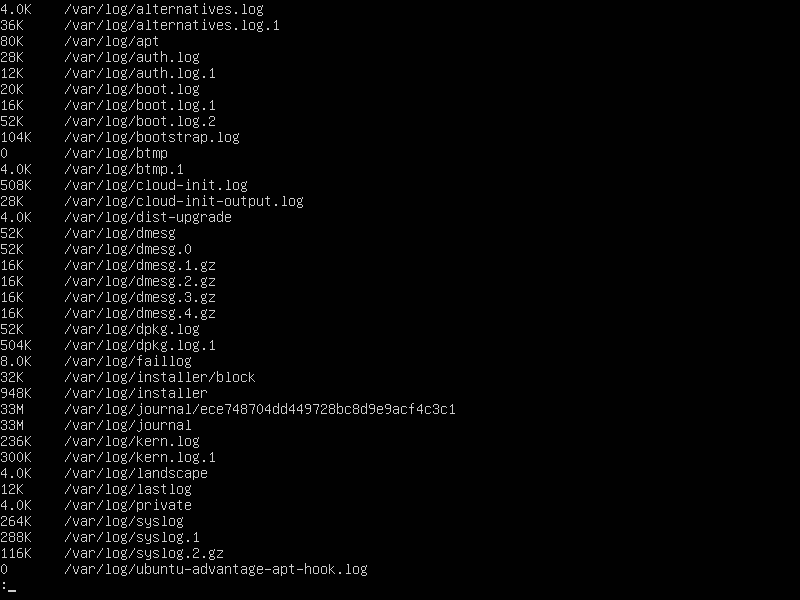 4.0K    /var/log/alternatives.log
36K     /var/log/alternatives.log.1
80K     /var/log/apt
28K     /var/log/auth.log
12K     /var/log/auth.log.1
20K     /var/log/boot.log
16K     /var/log/boot.log.1
52K     /var/log/boot.log.2
104K    /var/log/bootstrap.log
0       /var/log/btmp
4.0K    /var/log/btmp.1
508K    /var/log/cloud-init.log
28K     /var/log/cloud-init-output.log
4.0K    /var/log/dist-upgrade
52K     /var/log/dmesg
52K     /var/log/dmesg.0
16K     /var/log/dmesg.1.gz
16K     /var/log/dmesg.2.gz
16K     /var/log/dmesg.3.gz
16K     /var/log/dmesg.4.gz
52K     /var/log/dpkg.log
504K    /var/log/dpkg.log.1
8.0K    /var/log/faillog
32K     /var/log/installer/block
948K    /var/log/installer
33M     /var/log/journal/ece748704dd449728bc8d9e9acf4c3c1
33M     /var/log/journal
236K    /var/log/kern.log
300K    /var/log/kern.log.1
4.0K    /var/log/landscape
12K     /var/log/lastlog
4.0K    /var/log/private
264K    /var/log/syslog
288K    /var/log/syslog.1
116K    /var/log/syslog.2.gz
0       /var/log/ubuntu-advantage-apt-hook.log
:_